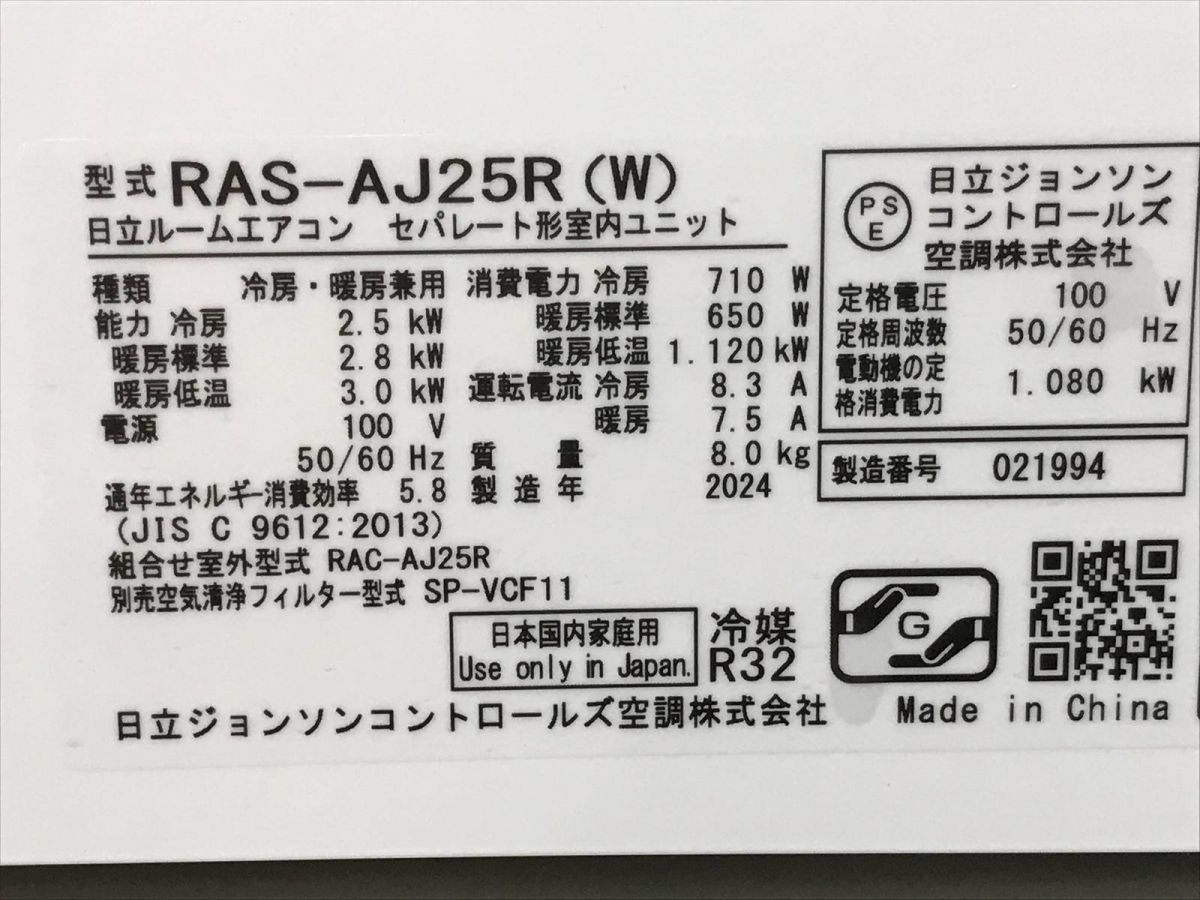 型式 RAS-AJ25R(W)
日立ルームエアコン セパレート形室内ユニット
種類 冷房・暖房兼用
能力 冷房 2.5 kW
暖房標準 2.8 kW
暖房低温 3.0 kW
電源 100 V
50/60 Hz
通年エネルギー消費効率 5.8
(JIS C 9612:2013)
組合せ室外型式 RAC-AJ25R
別売空気清浄フィルター型式 SP-VCF11
消費電力 冷房 710 W
暖房標準 650 W
暖房低温 1.120 kW
運転電流 冷房 8.3 A
暖房 7.5 A
質量 8.0 kg
製造年 2024
PSE
日立ジョンソン
コントロールズ
空調株式会社
定格電圧 100 V
定格周波数 50/60 Hz
電動機の定
格消費電力 1.080 kW
製造番号 021994
日本国内家庭用
Use only in Japan.
冷媒
R32
G
日立ジョンソンコントロールズ空調株式会社
Made in China